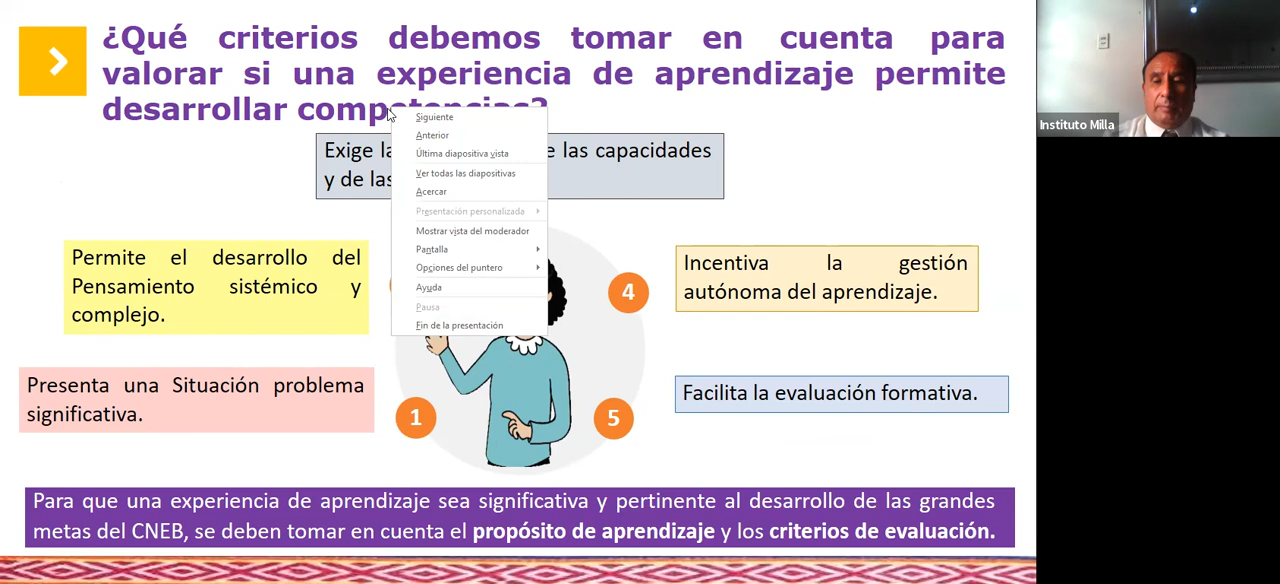 ¿Qué criterios debemos tomar en cuenta para
valorar si una experiencia de aprendizaje permite
desarrollar competencias?
Exige la
e las capacidades
y de las
Siguiente
Anterior
Última diapositiva vista
Ver todas las diapositivas
Acercar
Presentación personalizada
Mostrar vista del moderador
Pantalla
Opciones del puntero
Ayuda
Pausa
Fin de la presentación
Permite el desarrollo del
Pensamiento sistémico y
complejo.
4
Incentiva la gestión
autónoma del aprendizaje.
Presenta una Situación problema
significativa.
1
5
Facilita la evaluación formativa.
Para que una experiencia de aprendizaje sea significativa y pertinente al desarrollo de las grandes
metas del CNEB, se deben tomar en cuenta el propósito de aprendizaje y los criterios de evaluación.
Instituto Milla